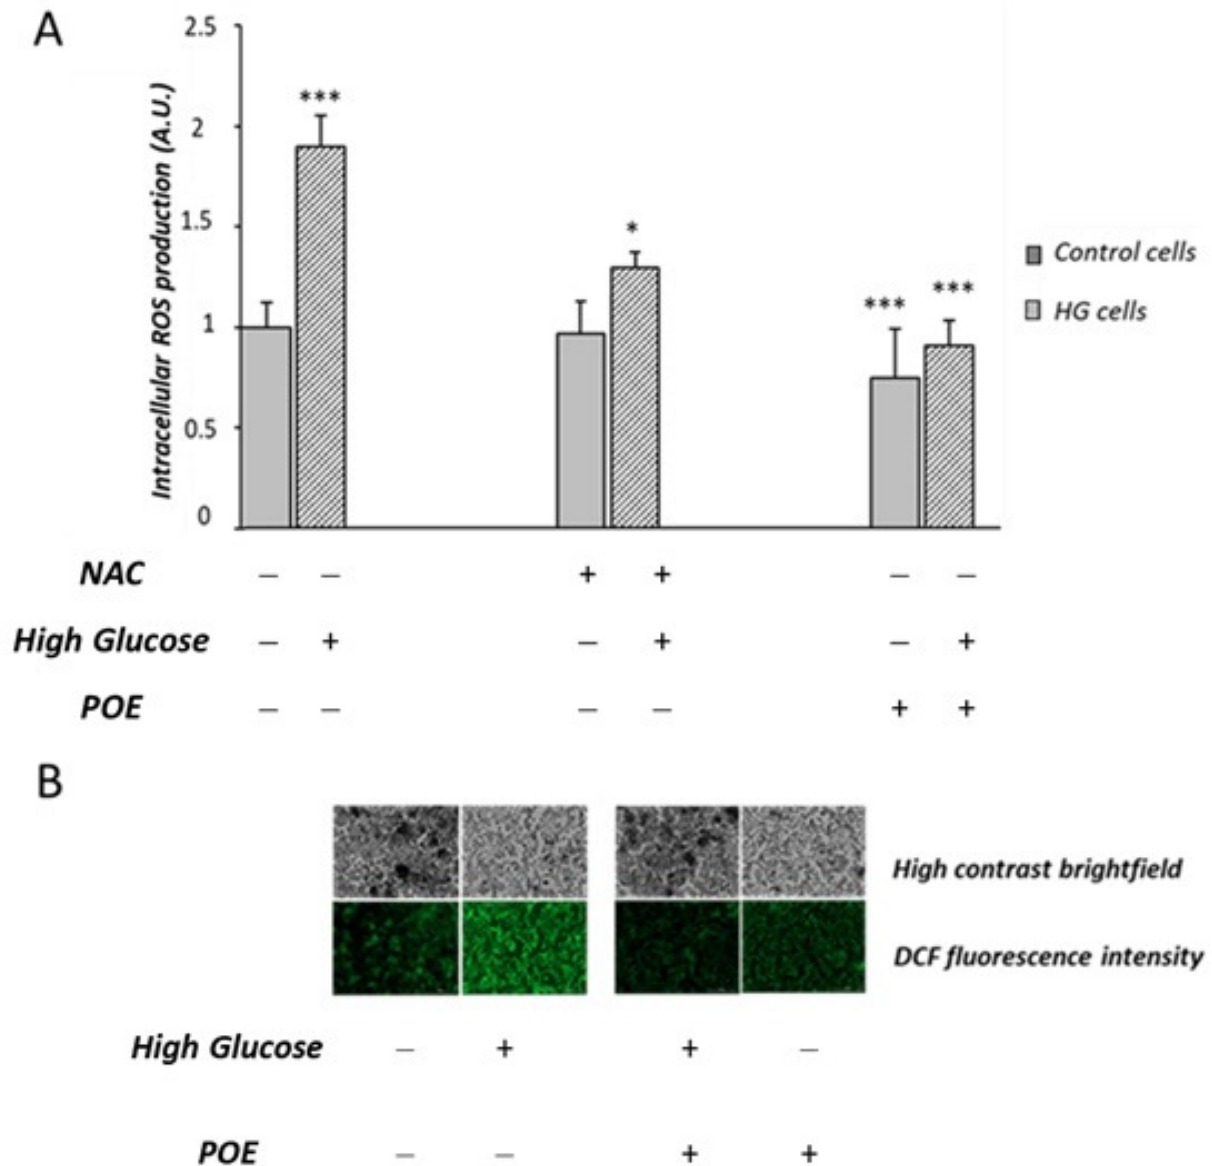 A
2.5
2
1.5
1
0.5
0
Intracellular ROS production (A.U.)
***
*
***
***
Control cells
HG cells
NAC − − + + − −
High Glucose − + − + − +
POE − − − − + +
B
High contrast brightfield
DCF fluorescence intensity
High Glucose − + + −
POE − − + +